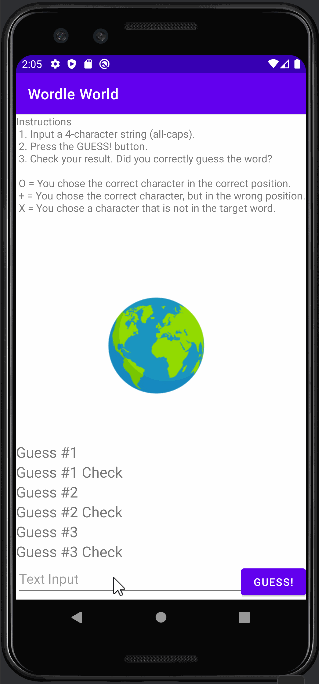 2:05
Wordle World
Instructions
1. Input a 4-character string (all-caps).
2. Press the GUESS! button.
3. Check your result. Did you correctly guess the word?
O = You chose the correct character in the correct position.
+ = You chose the correct character, but in the wrong position.
X = You chose a character that is not in the target word.
Guess #1
Guess #1 Check
Guess #2
Guess #2 Check
Guess #3
Guess #3 Check
Text Input
GUESS!